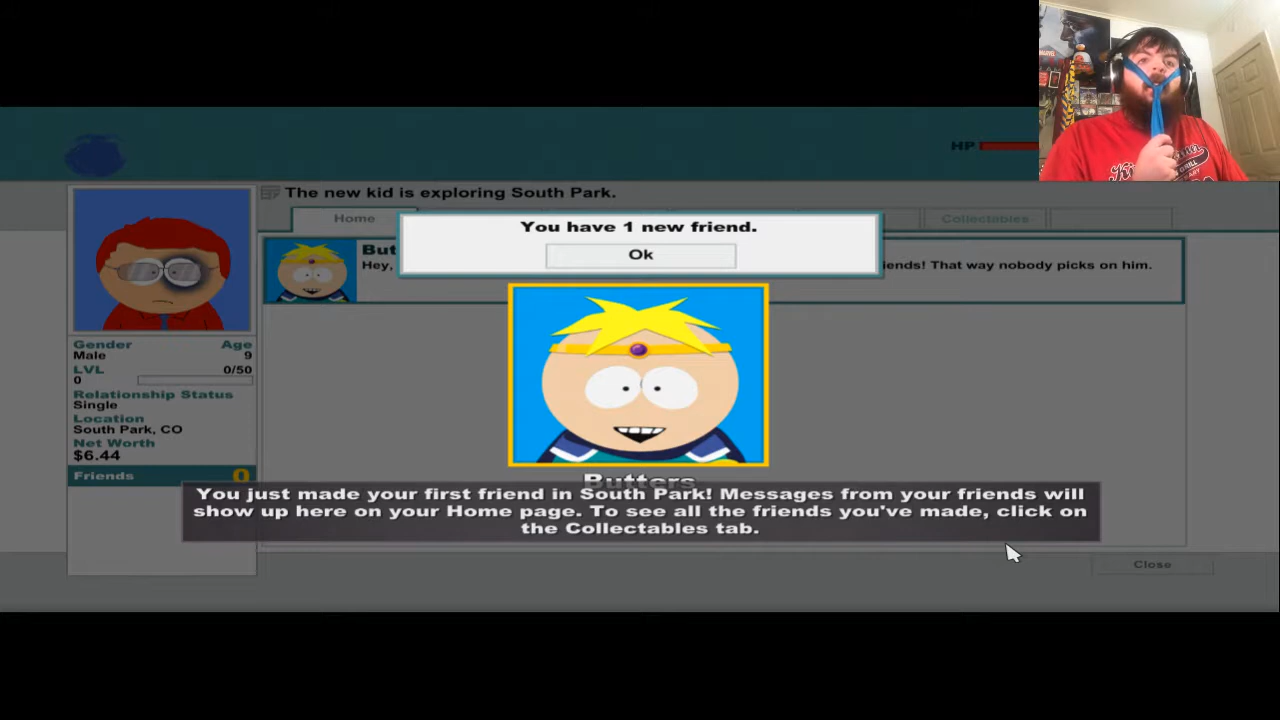 HP
The new kid is exploring South Park.
Home
Collectables
You have 1 new friend.
Ok
Hey,
iends! That way nobody picks on him.
Gender Age
Male 9
LVL 0/50
0
Relationship Status
Single
Location
South Park, CO
Net Worth
$6.44
Friends 0
Butters
You just made your first friend in South Park! Messages from your friends will
show up here on your Home page. To see all the friends you've made, click on
the Collectables tab.
Close